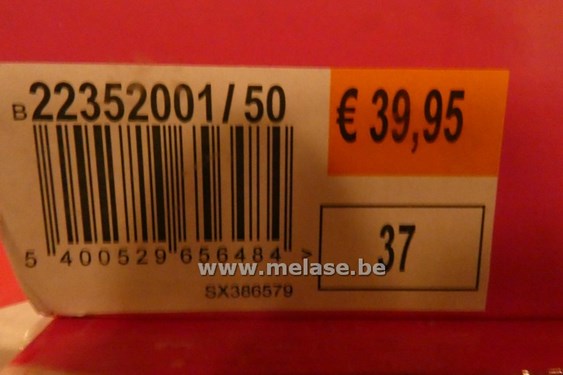 B 22352001/50
€ 39,95
37
5 400529 656484 >
www.melase.be
SX386579